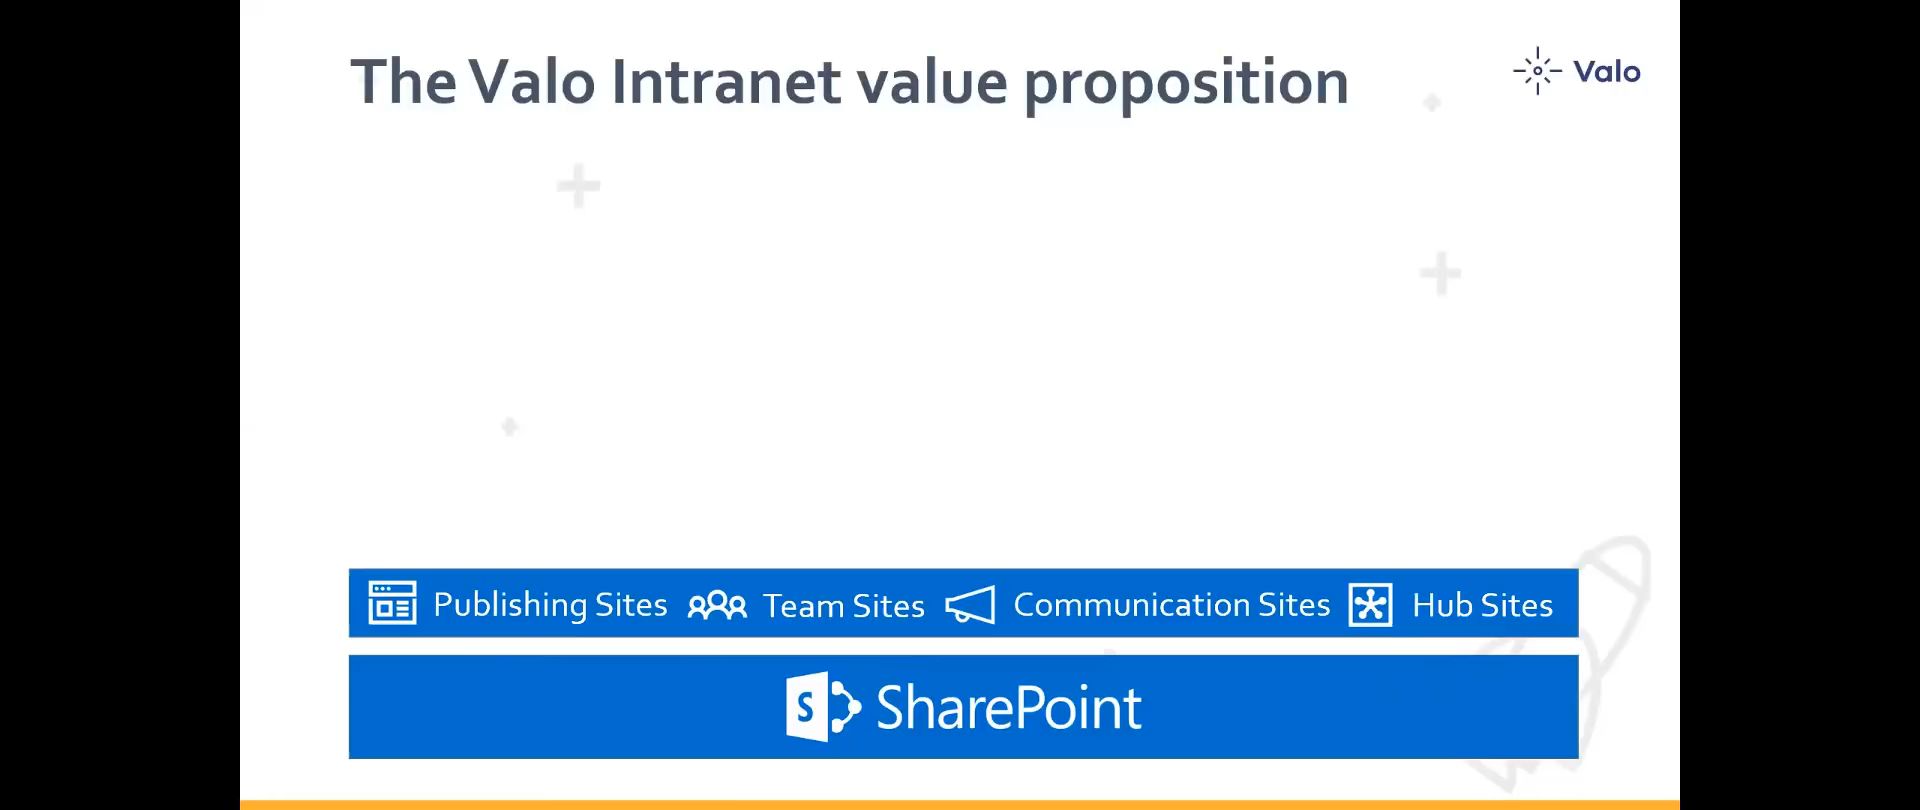 The Valo Intranet value proposition
Valo
Publishing Sites Team Sites Communication Sites Hub Sites
S SharePoint